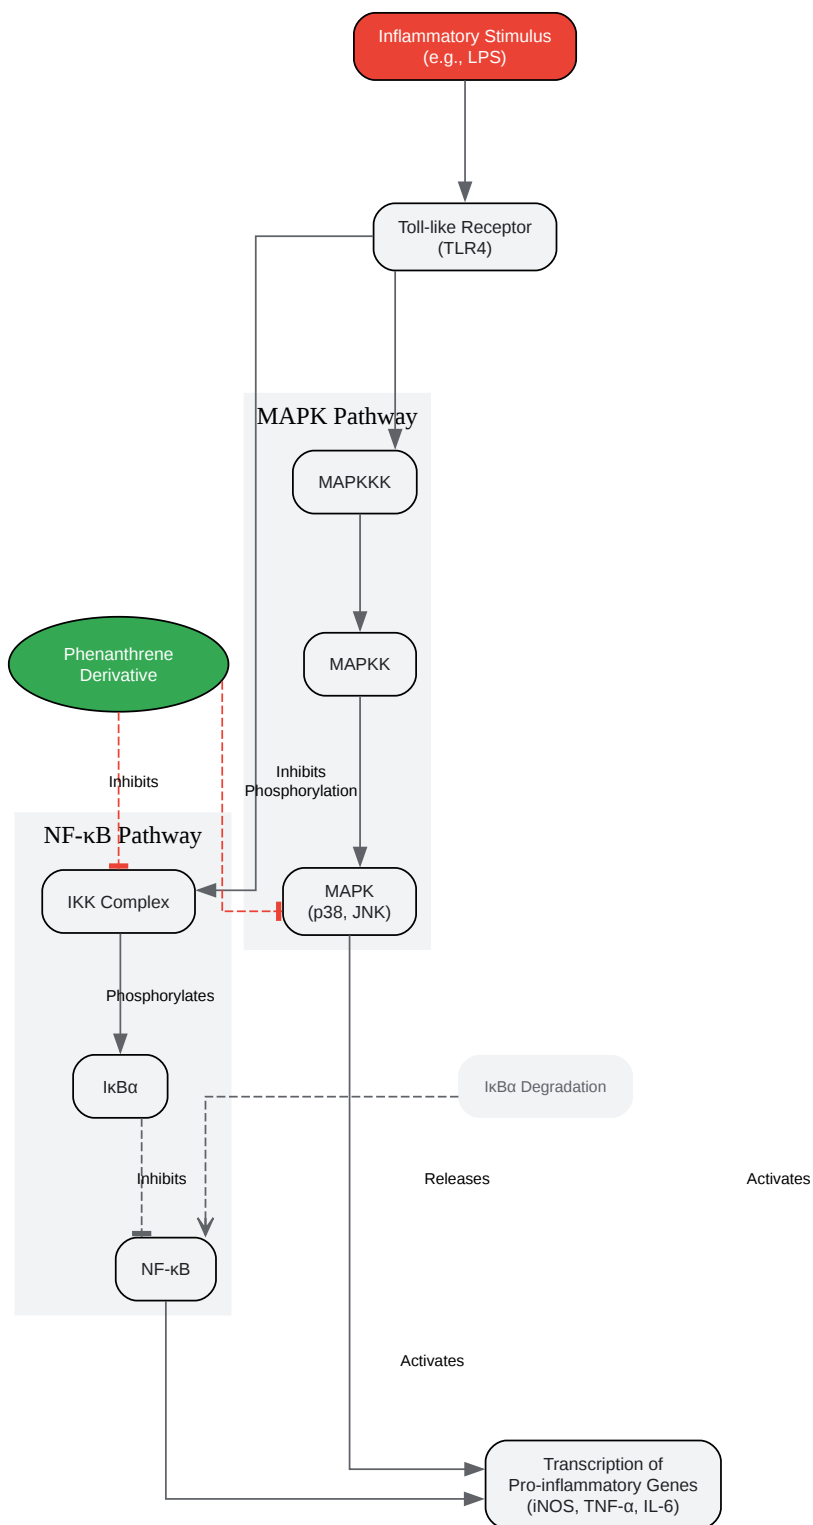 Inflammatory Stimulus
(e.g., LPS)
Toll-like Receptor
(TLR4)
MAPK Pathway
MAPKKK
Phenanthrene
Derivative
MAPKK
Inhibits
Inhibits
Phosphorylation
NF-κB Pathway
IKK Complex
MAPK
(p38, JNK)
Phosphorylates
IκBα
IκBα Degradation
Inhibits
Releases
Activates
NF-κB
Activates
Transcription of
Pro-inflammatory Genes
(iNOS, TNF-α, IL-6)